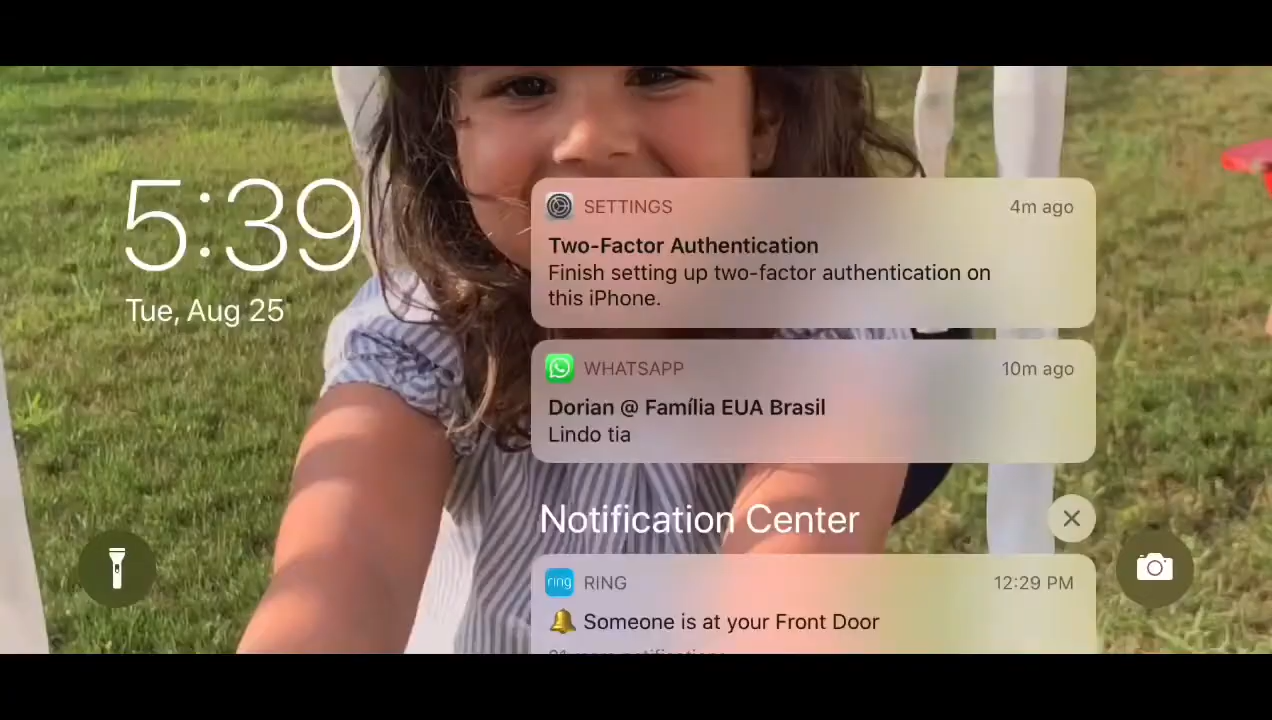 5:39
Tue, Aug 25
SETTINGS 4m ago
Two-Factor Authentication
Finish setting up two-factor authentication on
this iPhone.
WHATSAPP 10m ago
Dorian @ Família EUA Brasil
Lindo tia
Notification Center
ring RING 12:29 PM
🔔 Someone is at your Front Door
more notifications